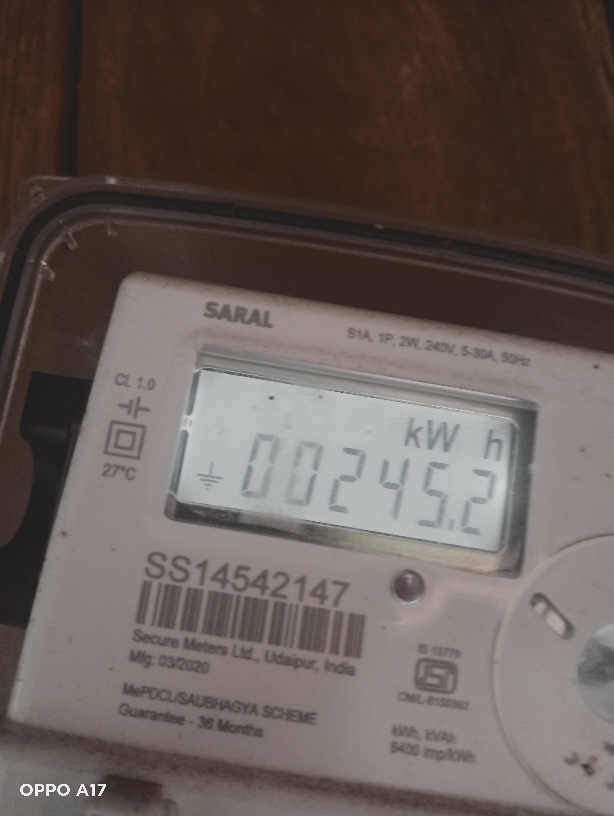 SARAL
S1A, 1P, 2W, 240V, 5-30A, 50Hz
Cl. 1.0
27°C
kW h
00245.2
SS14542147
Secure Meters Ltd., Udaipur, India
Mfg: 03/2020
MePDCL/SAUBHAGYA SCHEME
Guarantee - 36 Months
IS 13779
CM/L-8150362
kWh, kVAh
6400 imp/kWh
OPPO A17